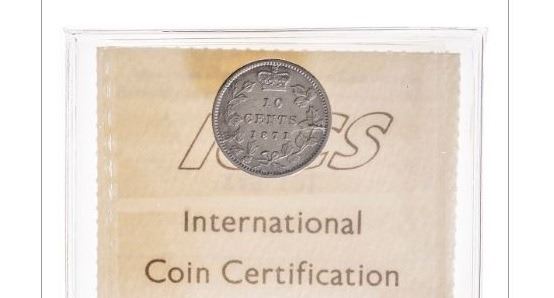 10
CENTS
1871
ICCS
International
Coin Certification